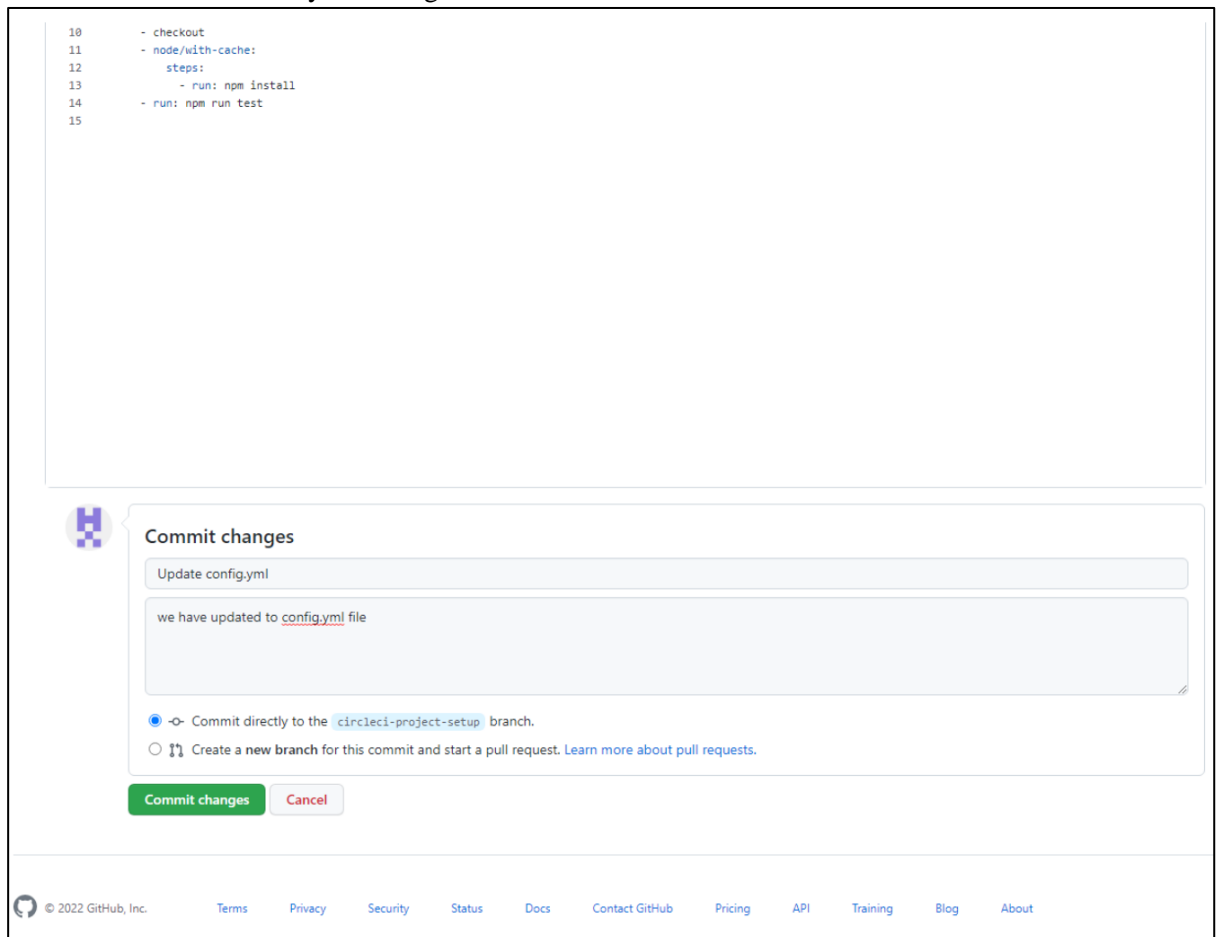 10 - checkout
11 - node/with-cache:
12 steps:
13 - run: npm install
14 - run: npm run test
15
Commit changes
Update config.yml
we have updated to config.yml file
Commit directly to the circleci-project-setup branch.
Create a new branch for this commit and start a pull request. Learn more about pull requests.
Commit changes Cancel
© 2022 GitHub, Inc. Terms Privacy Security Status Docs Contact GitHub Pricing API Training Blog About